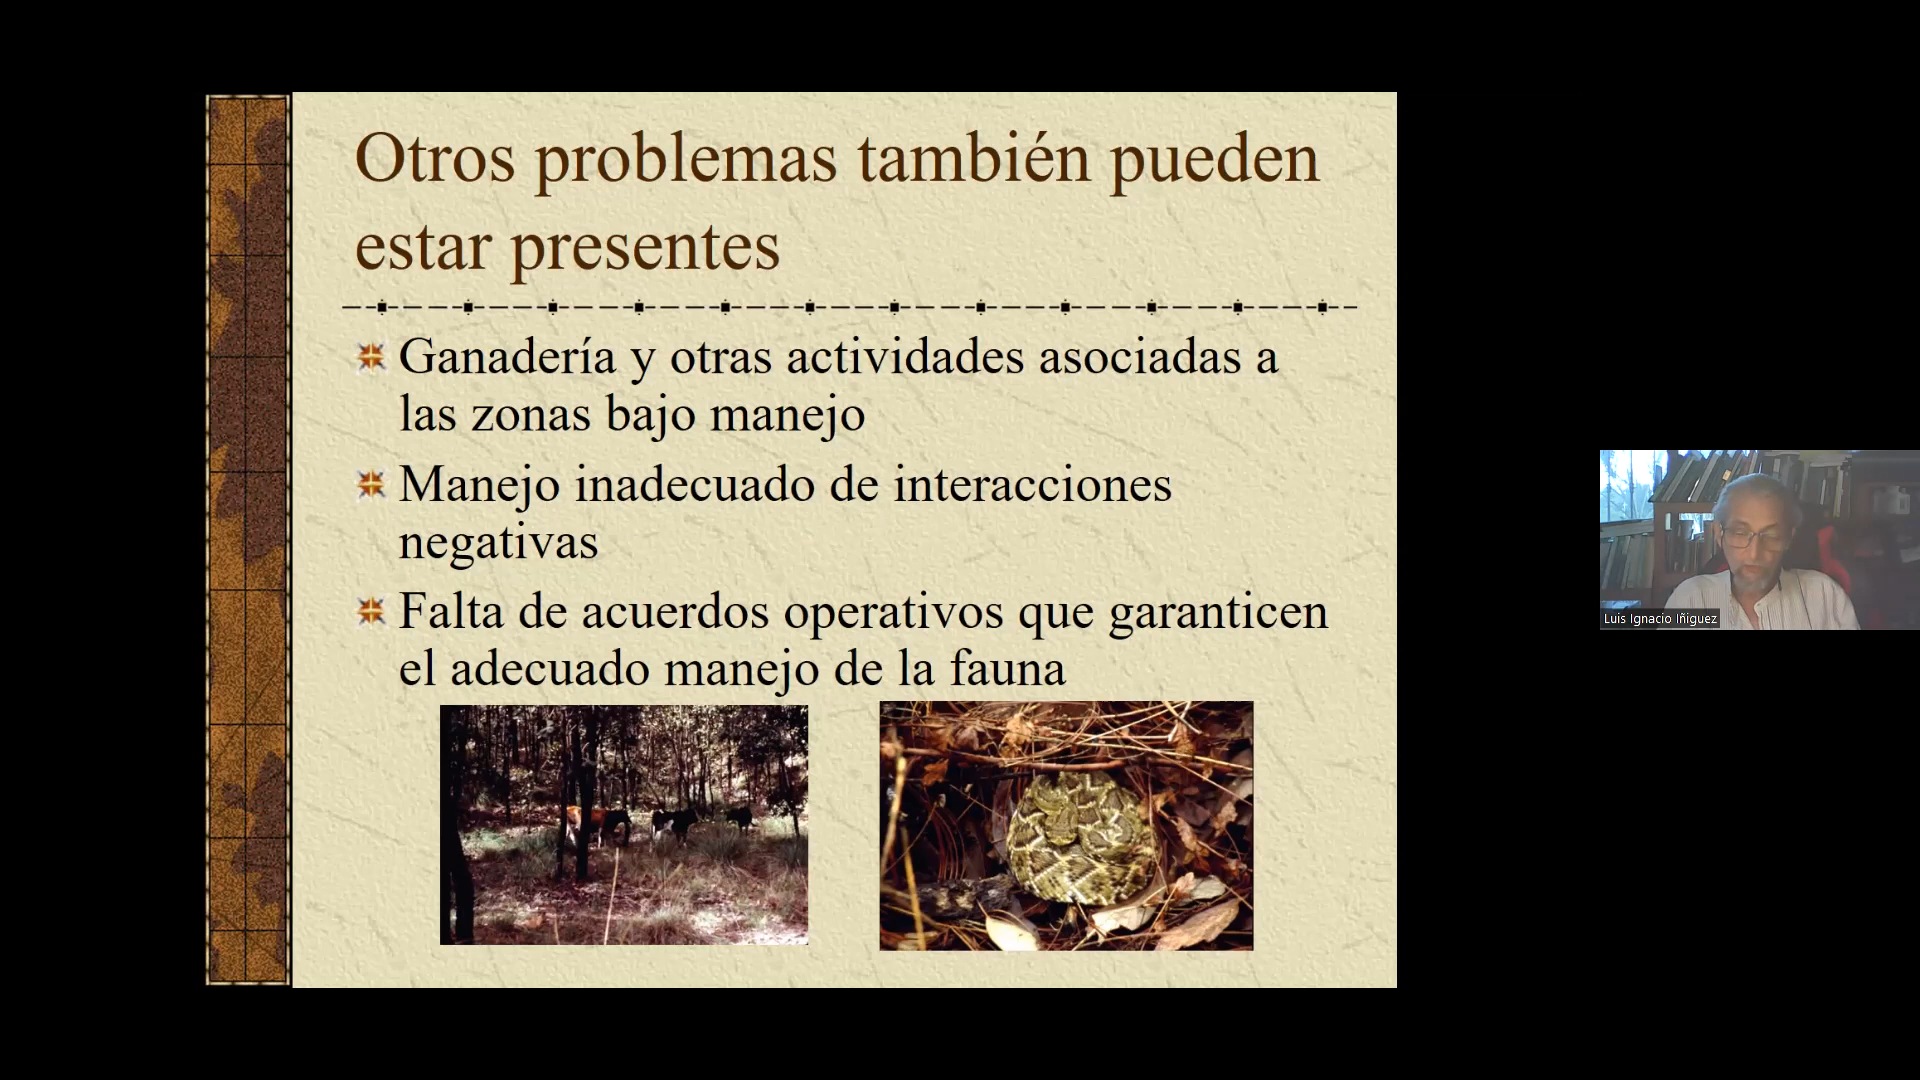 Otros problemas también pueden
estar presentes
Ganadería y otras actividades asociadas a
las zonas bajo manejo
Manejo inadecuado de interacciones
negativas
Falta de acuerdos operativos que garanticen
el adecuado manejo de la fauna
Luis Ignacio Iñiguez